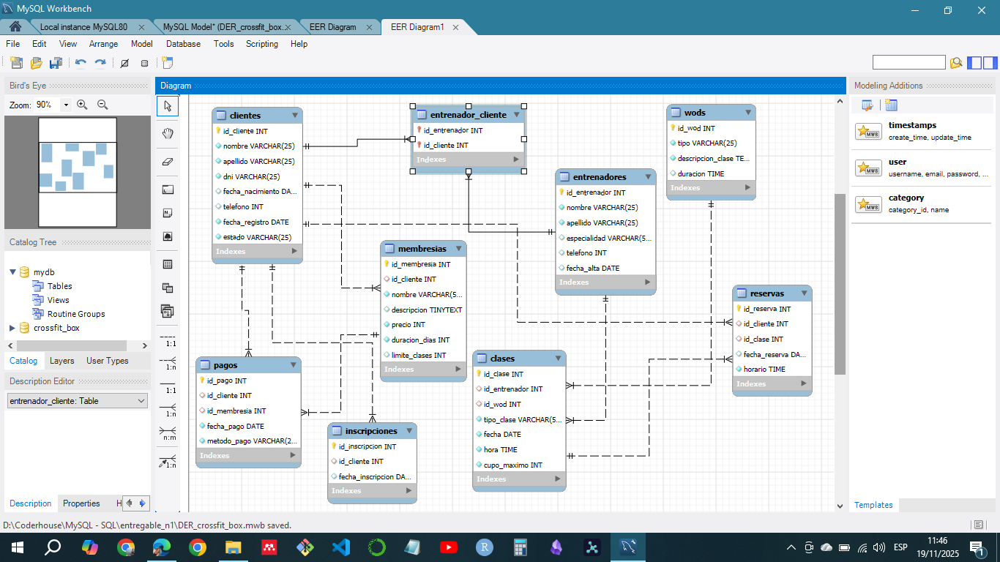 MySQL Workbench
Local instance MySQL80
MySQL Model* (DER_crossfit_box...
EER Diagram
EER Diagram1
File Edit View Arrange Model Database Tools Scripting Help
Bird's Eye
Zoom: 90%
Catalog Tree
mydb
Tables
Views
Routine Groups
crossfit_box
Catalog Layers User Types
Description Editor
entrenador_cliente: Table
Description Properties H
Diagram
1:1
1:n
1:1
1:n
n:m
1:n
clientes
id_cliente INT
nombre VARCHAR(25)
apellido VARCHAR(25)
dni VARCHAR(25)
fecha_nacimiento DA...
telefono INT
fecha_registro DATE
estado VARCHAR(25)
Indexes
entrenador_cliente
id_entrenador INT
id_cliente INT
Indexes
wods
id_wod INT
tipo VARCHAR(25)
descripcion_clase TE...
duracion TIME
Indexes
entrenadores
id_entrenador INT
nombre VARCHAR(25)
apellido VARCHAR(25)
especialidad VARCHAR(5...
telefono INT
fecha_alta DATE
Indexes
membresias
id_membresia INT
id_cliente INT
nombre VARCHAR(5...
descripcion TINYTEXT
precio INT
duracion_dias INT
limite_clases INT
Indexes
reservas
id_reserva INT
id_cliente INT
id_clase INT
fecha_reserva DA...
horario TIME
Indexes
pagos
id_pago INT
id_cliente INT
id_membresia INT
fecha_pago DATE
metodo_pago VARCHAR(2...
Indexes
clases
id_clase INT
id_entrenador INT
id_wod INT
tipo_clase VARCHAR(5...
fecha DATE
hora TIME
cupo_maximo INT
Indexes
inscripciones
id_inscripcion INT
id_cliente INT
fecha_inscripcion DA...
Indexes
Modeling Additions
MWB
timestamps
create_time, update_time
MWB
user
username, email, password, ...
MWB
category
category_id, name
Templates
D:\Coderhouse\MySQL - SQL\entregable_n1\DER_crossfit_box.mwb saved.
ESP
11:46
19/11/2025
1